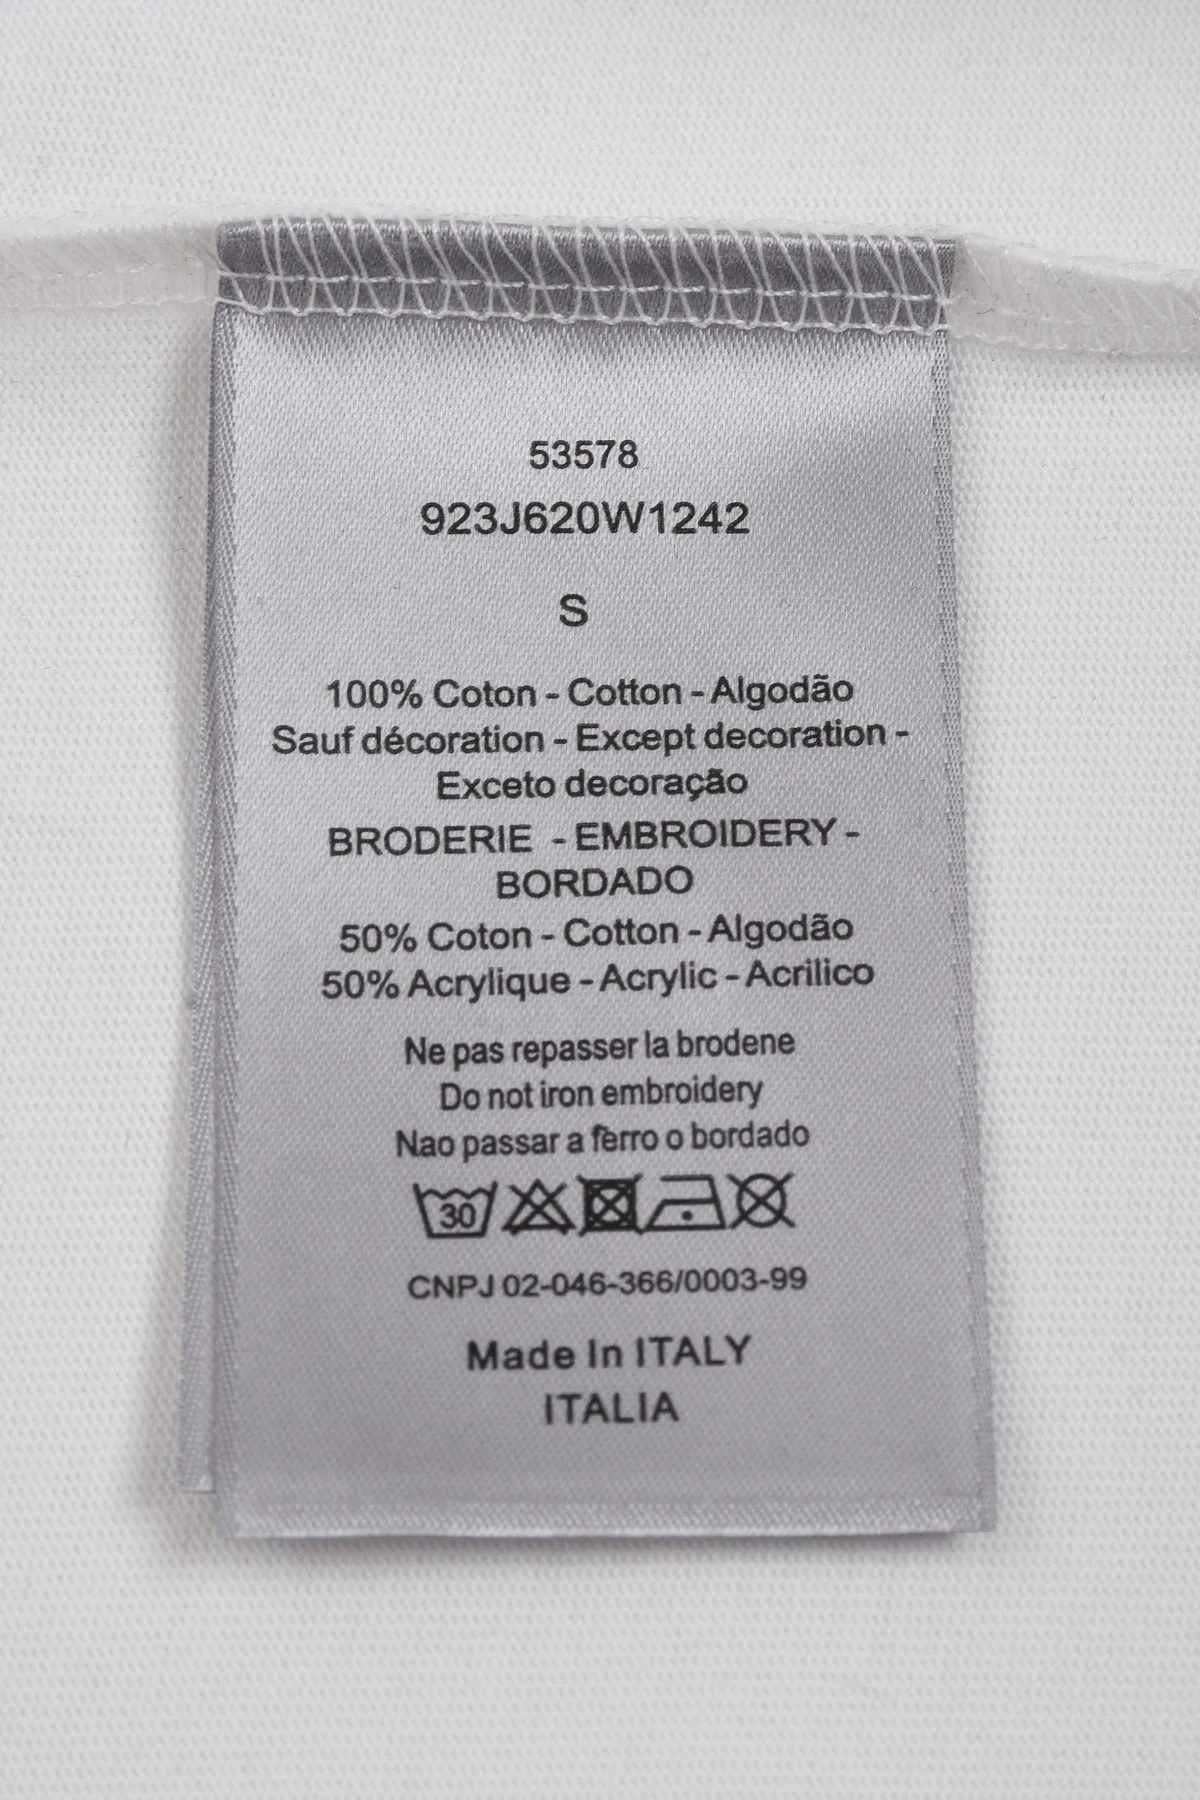 53578
923J620W1242
S
100% Coton - Cotton - Algodão
Sauf décoration - Except decoration -
Exceto decoração
BRODERIE - EMBROIDERY -
BORDADO
50% Coton - Cotton - Algodão
50% Acrylique - Acrylic - Acrilico
Ne pas repasser la brodene
Do not iron embroidery
Nao passar a ferro o bordado
30
CNPJ 02-046-366/0003-99
Made In ITALY
ITALIA